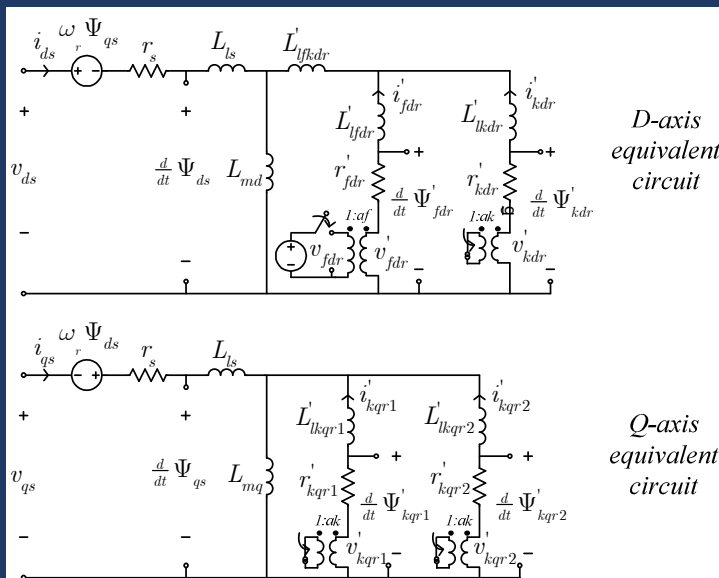 ω_r Ψ_qs
i_ds
+ −
r_s
L_ls
L'_lfkdr
+
v_ds
−
+
d/dt Ψ_ds
−
L_md
i'_fdr
L'_lfdr
+
r'_fdr
d/dt Ψ'_fdr
1:af
+
−
v_fdr
v'_fdr
−
i'_kdr
L'_lkdr
+
r'_kdr
d/dt Ψ'_kdr
1:ak
v'_kdr
−
D-axis
equivalent
circuit
ω_r Ψ_ds
i_qs
− +
r_s
L_ls
+
v_qs
−
+
d/dt Ψ_qs
−
L_mq
i'_kqr1
L'_lkqr1
+
r'_kqr1
d/dt Ψ'_kqr1
1:ak
v'_kqr1
−
i'_kqr2
L'_lkqr2
+
r'_kqr2
d/dt Ψ'_kqr2
1:ak
v'_kqr2
−
Q-axis
equivalent
circuit